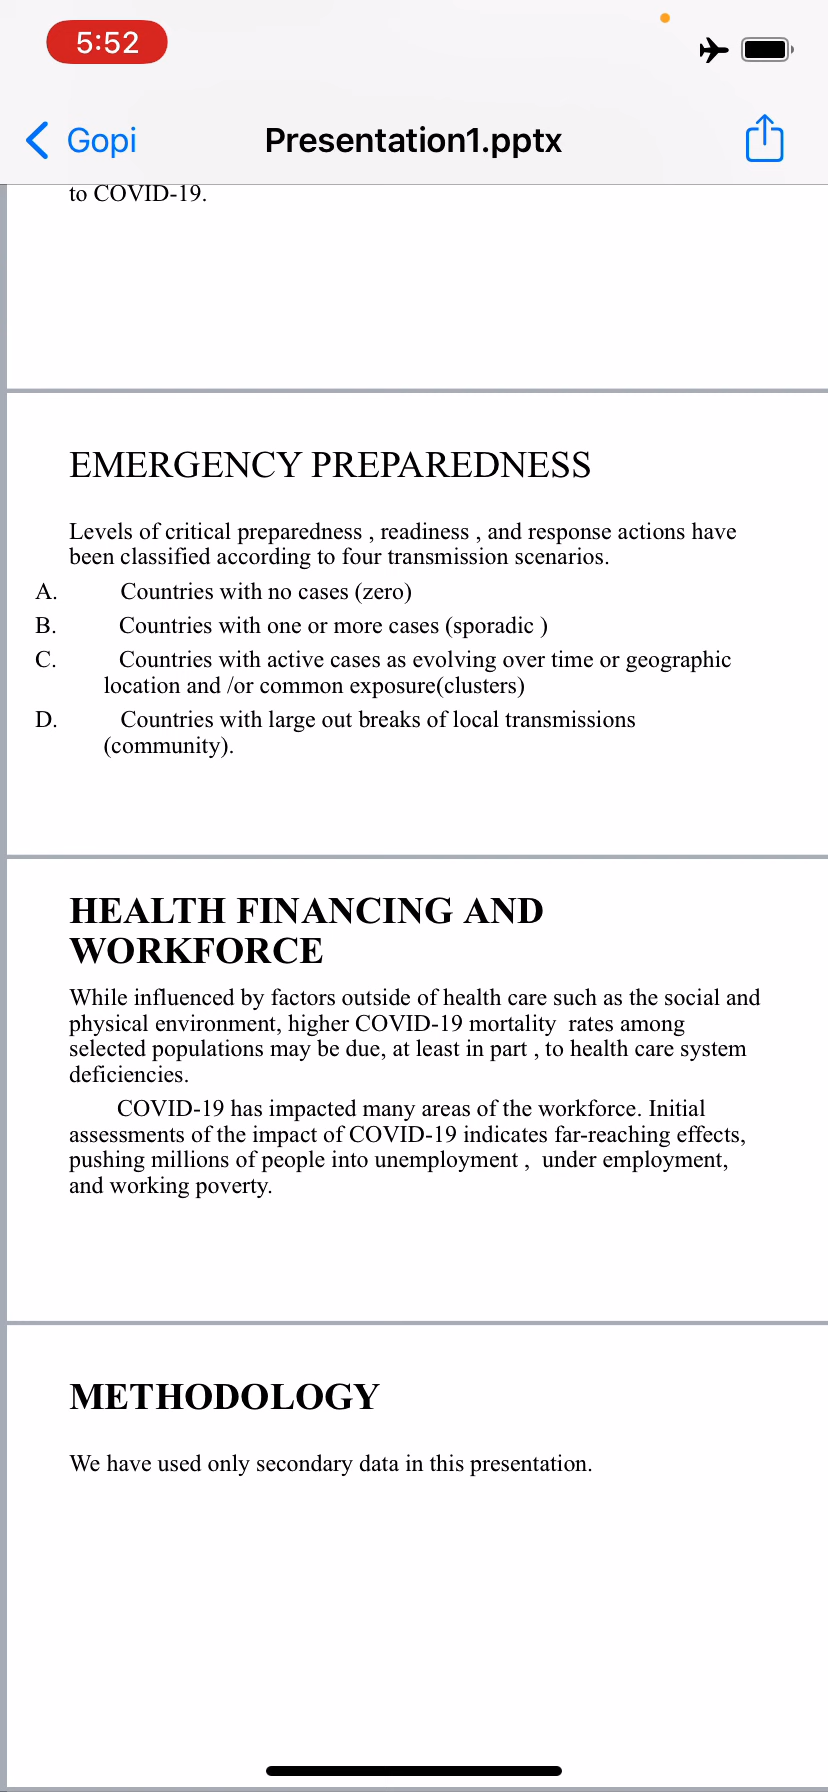 5:52
Gopi
Presentation1.pptx
to COVID-19.
EMERGENCY PREPAREDNESS
Levels of critical preparedness , readiness , and response actions have
been classified according to four transmission scenarios.
A. Countries with no cases (zero)
B. Countries with one or more cases (sporadic )
C. Countries with active cases as evolving over time or geographic
location and /or common exposure(clusters)
D. Countries with large out breaks of local transmissions
(community).
HEALTH FINANCING AND
WORKFORCE
While influenced by factors outside of health care such as the social and
physical environment, higher COVID-19 mortality  rates among
selected populations may be due, at least in part , to health care system
deficiencies.
COVID-19 has impacted many areas of the workforce. Initial
assessments of the impact of COVID-19 indicates far-reaching effects,
pushing millions of people into unemployment ,  under employment,
and working poverty.
METHODOLOGY
We have used only secondary data in this presentation.